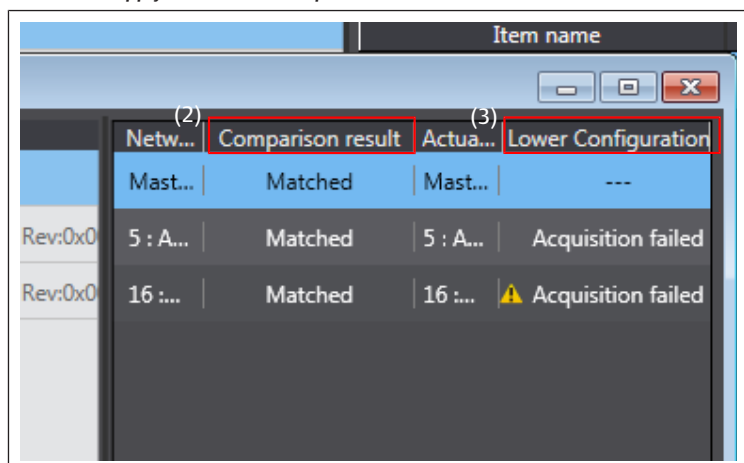 Item name
(2) (3)
Netw... Comparison result Actua... Lower Configuration
Mast... Matched Mast... ---
Rev:0x0 5 : A... Matched 5 : A... Acquisition failed
Rev:0x0 16 :... Matched 16 :... Acquisition failed